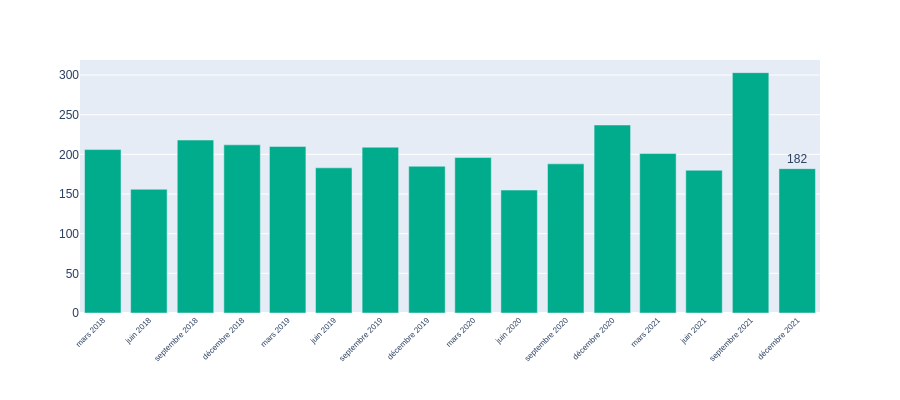 300
250
200
150
100
50
0
182
mars 2018
juin 2018
septembre 2018
décembre 2018
mars 2019
juin 2019
septembre 2019
décembre 2019
mars 2020
juin 2020
septembre 2020
décembre 2020
mars 2021
juin 2021
septembre 2021
décembre 2021